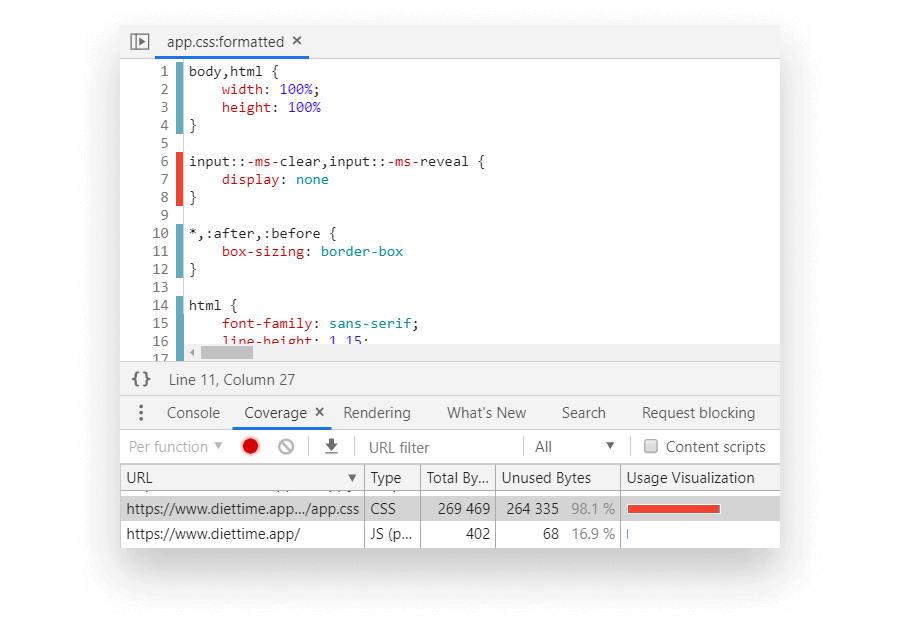 app.css:formatted ×
1 body,html {
2 width: 100%;
3 height: 100%
4 }
5
6 input::-ms-clear,input::-ms-reveal {
7 display: none
8 }
9
10 *,:after,:before {
11 box-sizing: border-box
12 }
13
14 html {
15 font-family: sans-serif;
16 line-height: 1.15;
17
{} Line 11, Column 27
Console Coverage × Rendering What's New Search Request blocking
Per function URL filter All Content scripts
URL Type Total By... Unused Bytes Usage Visualization
https://www.diettime.app.../app.css CSS 269 469 264 335 98.1 %
https://www.diettime.app/ JS (p... 402 68 16.9 %